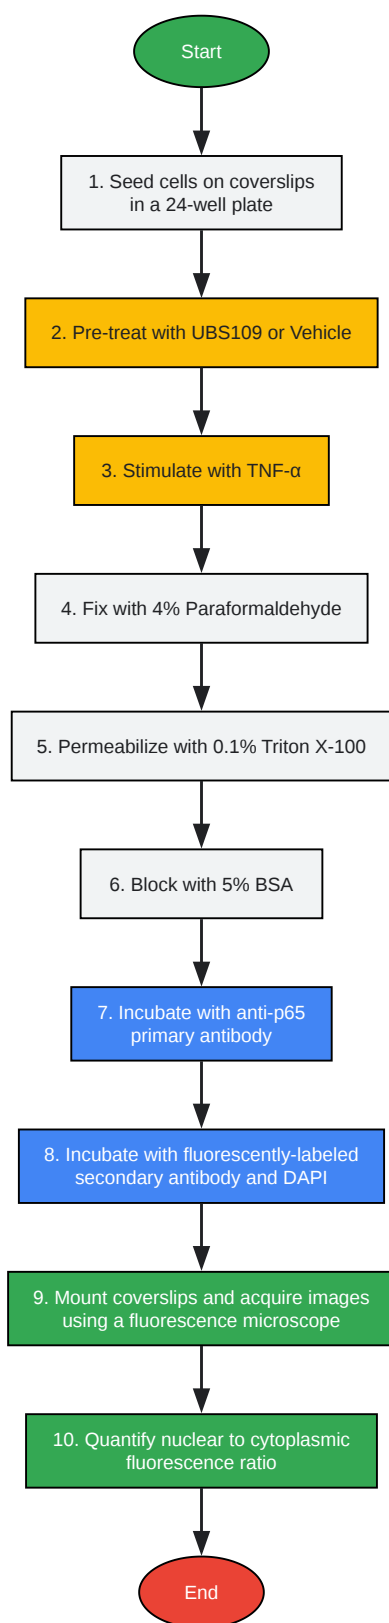 Start
1. Seed cells on coverslips
in a 24-well plate
2. Pre-treat with UBS109 or Vehicle
3. Stimulate with TNF-α
4. Fix with 4% Paraformaldehyde
5. Permeabilize with 0.1% Triton X-100
6. Block with 5% BSA
7. Incubate with anti-p65
primary antibody
8. Incubate with fluorescently-labeled
secondary antibody and DAPI
9. Mount coverslips and acquire images
using a fluorescence microscope
10. Quantify nuclear to cytoplasmic
fluorescence ratio
End